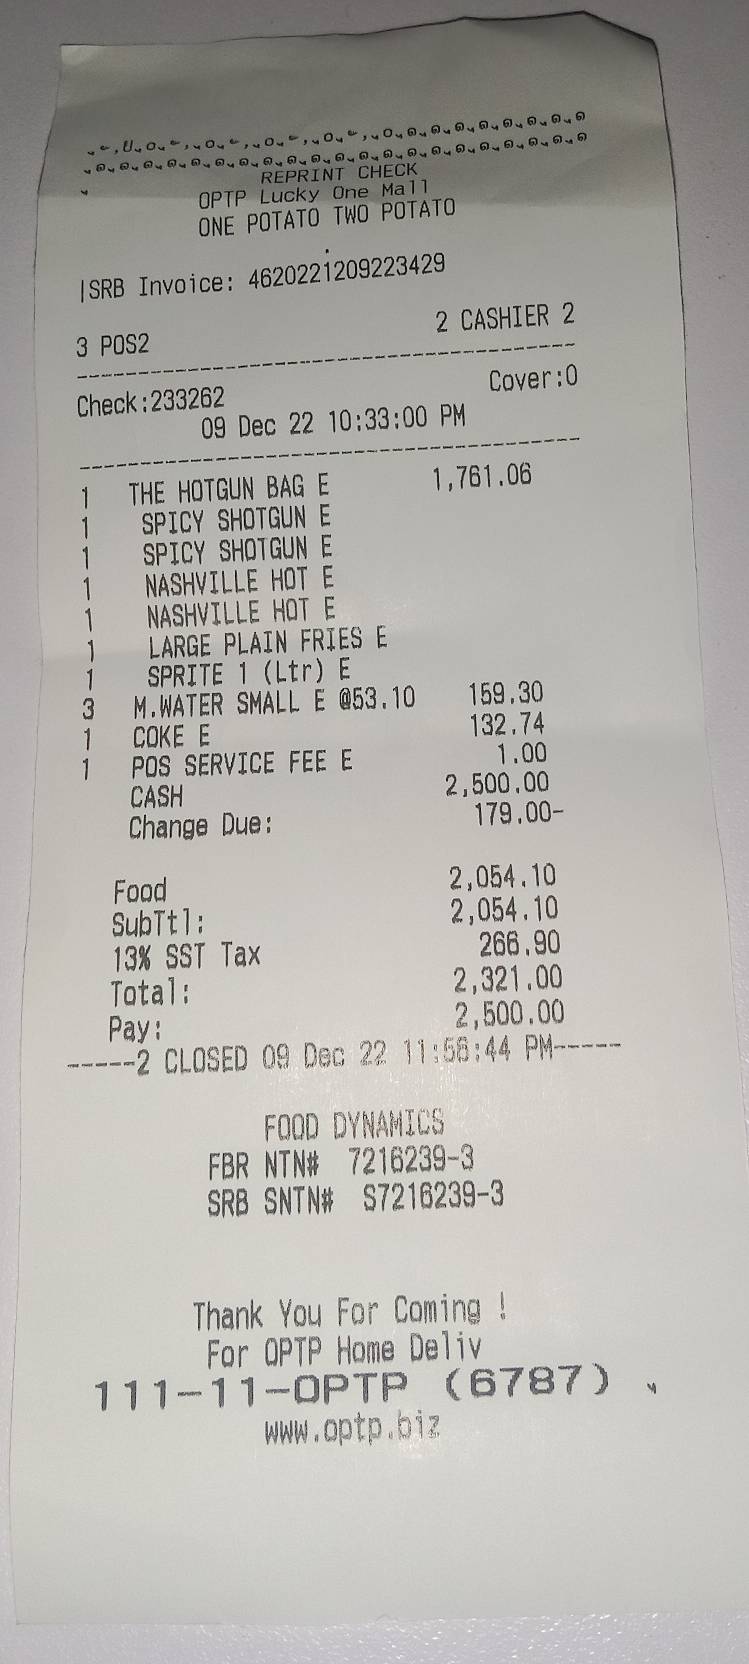 REPRINT CHECK
OPTP Lucky One Mall
ONE POTATO TWO POTATO
|SRB Invoice: 4620221209223429
3 POS2 2 CASHIER 2
--------------------------------------
Check:233262 Cover:0
09 Dec 22 10:33:00 PM
--------------------------------------
1 THE HOTGUN BAG E 1,761.06
1 SPICY SHOTGUN E
1 SPICY SHOTGUN E
1 NASHVILLE HOT E
1 NASHVILLE HOT E
1 LARGE PLAIN FRIES E
1 SPRITE 1 (Ltr) E
3 M.WATER SMALL E @53.10 159.30
1 COKE E 132.74
1 POS SERVICE FEE E 1.00
CASH 2,500.00
Change Due: 179.00-
Food 2,054.10
SubTtl: 2,054.10
13% SST Tax 266.90
Total: 2,321.00
Pay: 2,500.00
-----2 CLOSED 09 Dec 22 11:58:44 PM-----
FOOD DYNAMICS
FBR NTN# 7216239-3
SRB SNTN# S7216239-3
Thank You For Coming !
For OPTP Home Deliv
111-11-OPTP (6787)
www.optp.biz